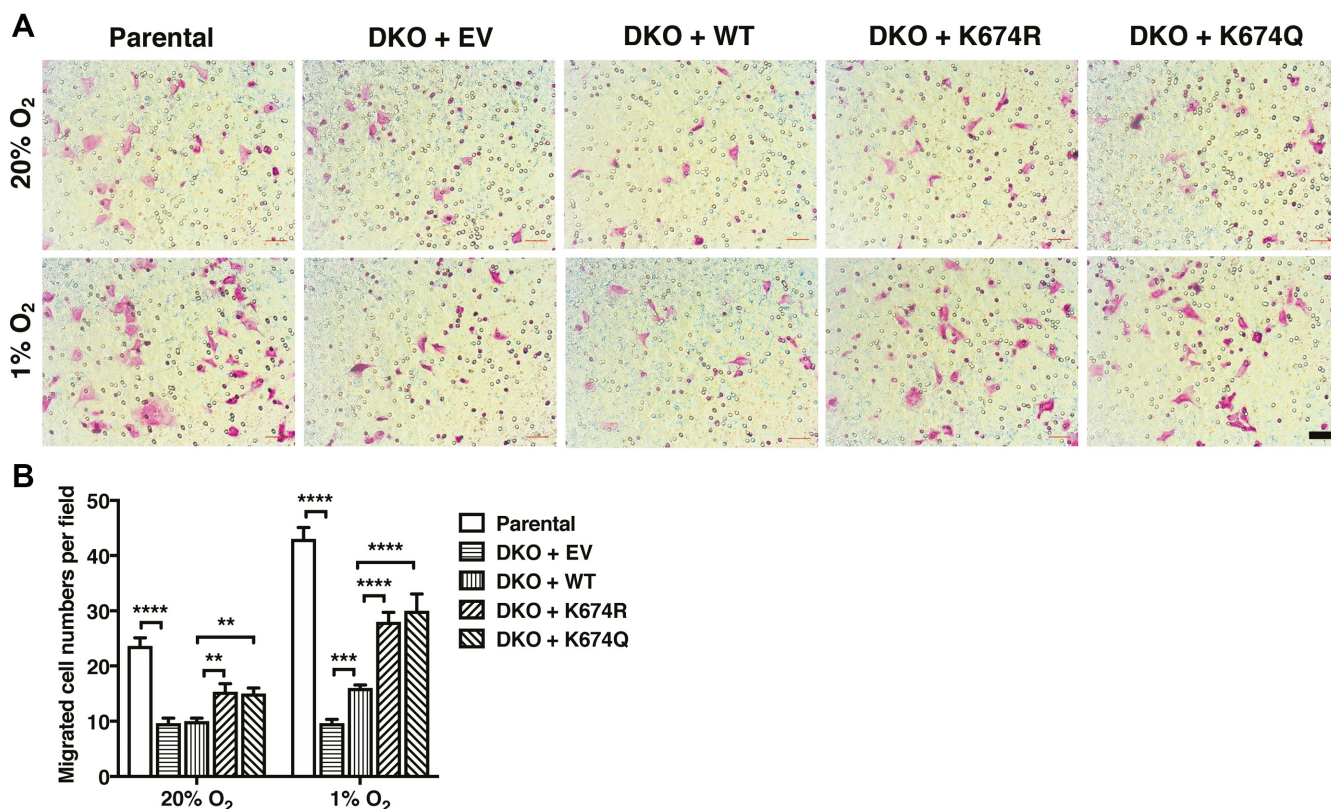 A
Parental DKO + EV DKO + WT DKO + K674R DKO + K674Q
20% O₂
1% O₂
B
Migrated cell numbers per field
50
40
30
20
10
0
**** ** **
**** *** **** ****
20% O₂ 1% O₂
Parental
DKO + EV
DKO + WT
DKO + K674R
DKO + K674Q